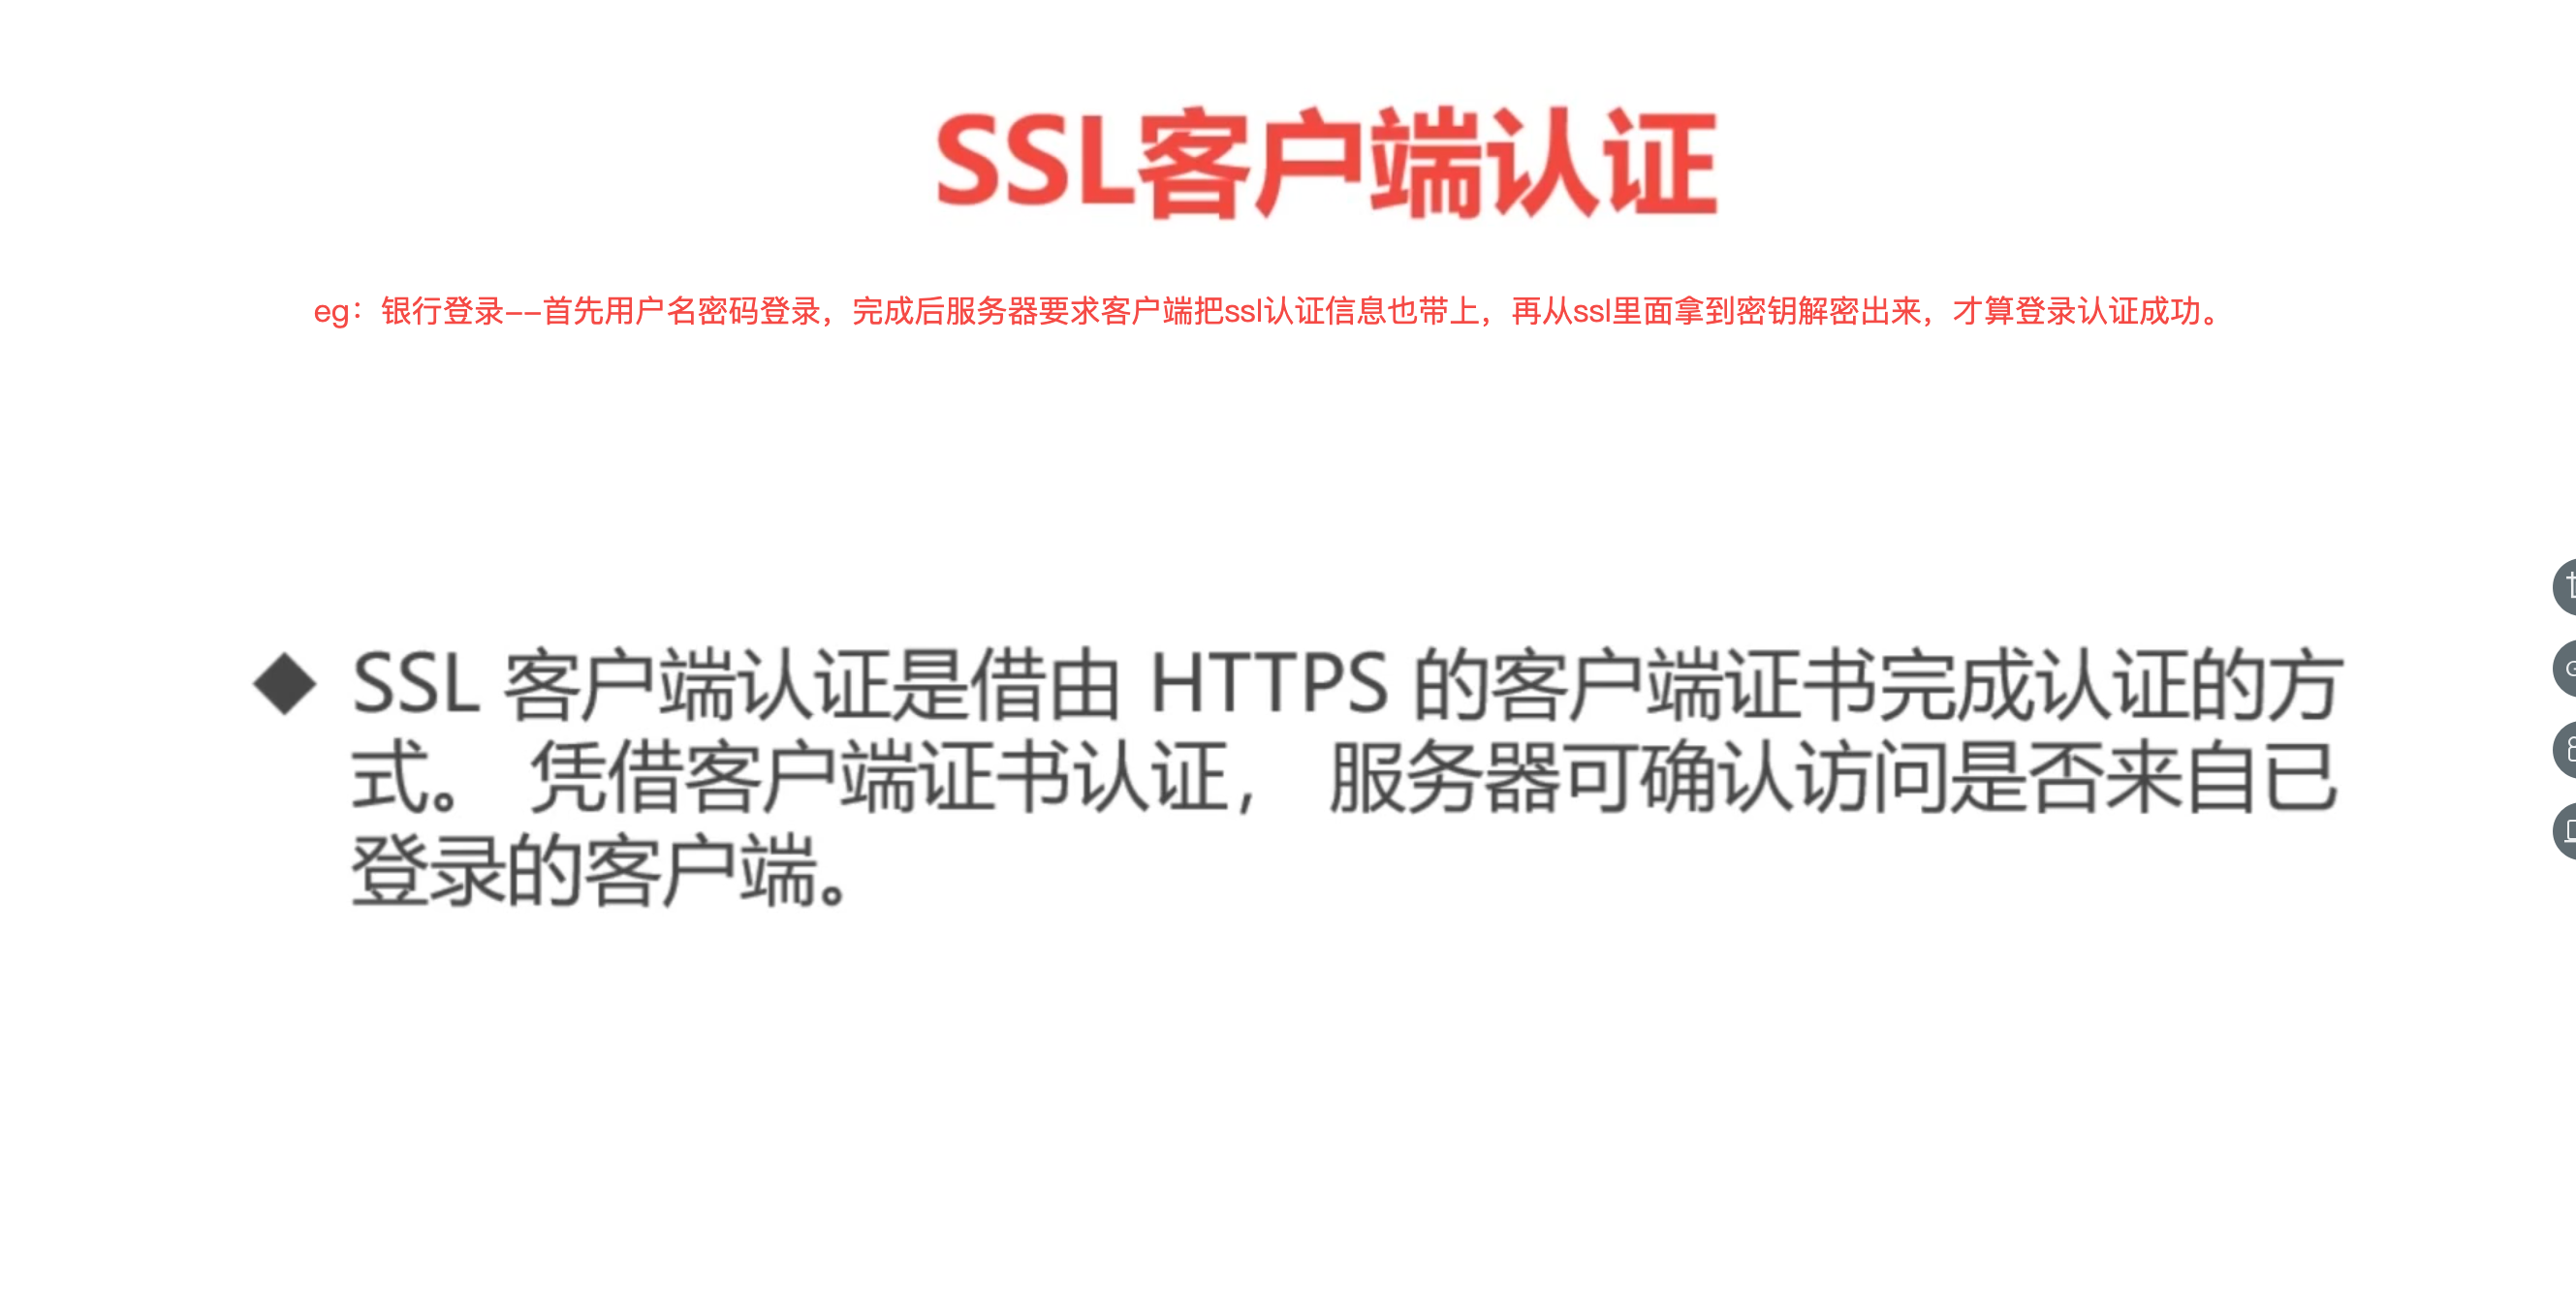 SSL客户端认证
eg：银行登录--首先用户名密码登录，完成后服务器要求客户端把ssl认证信息也带上，再从ssl里面拿到密钥解密出来，才算登录认证成功。
◆ SSL 客户端认证是借由 HTTPS 的客户端证书完成认证的方
式。 凭借客户端证书认证， 服务器可确认访问是否来自已
登录的客户端。